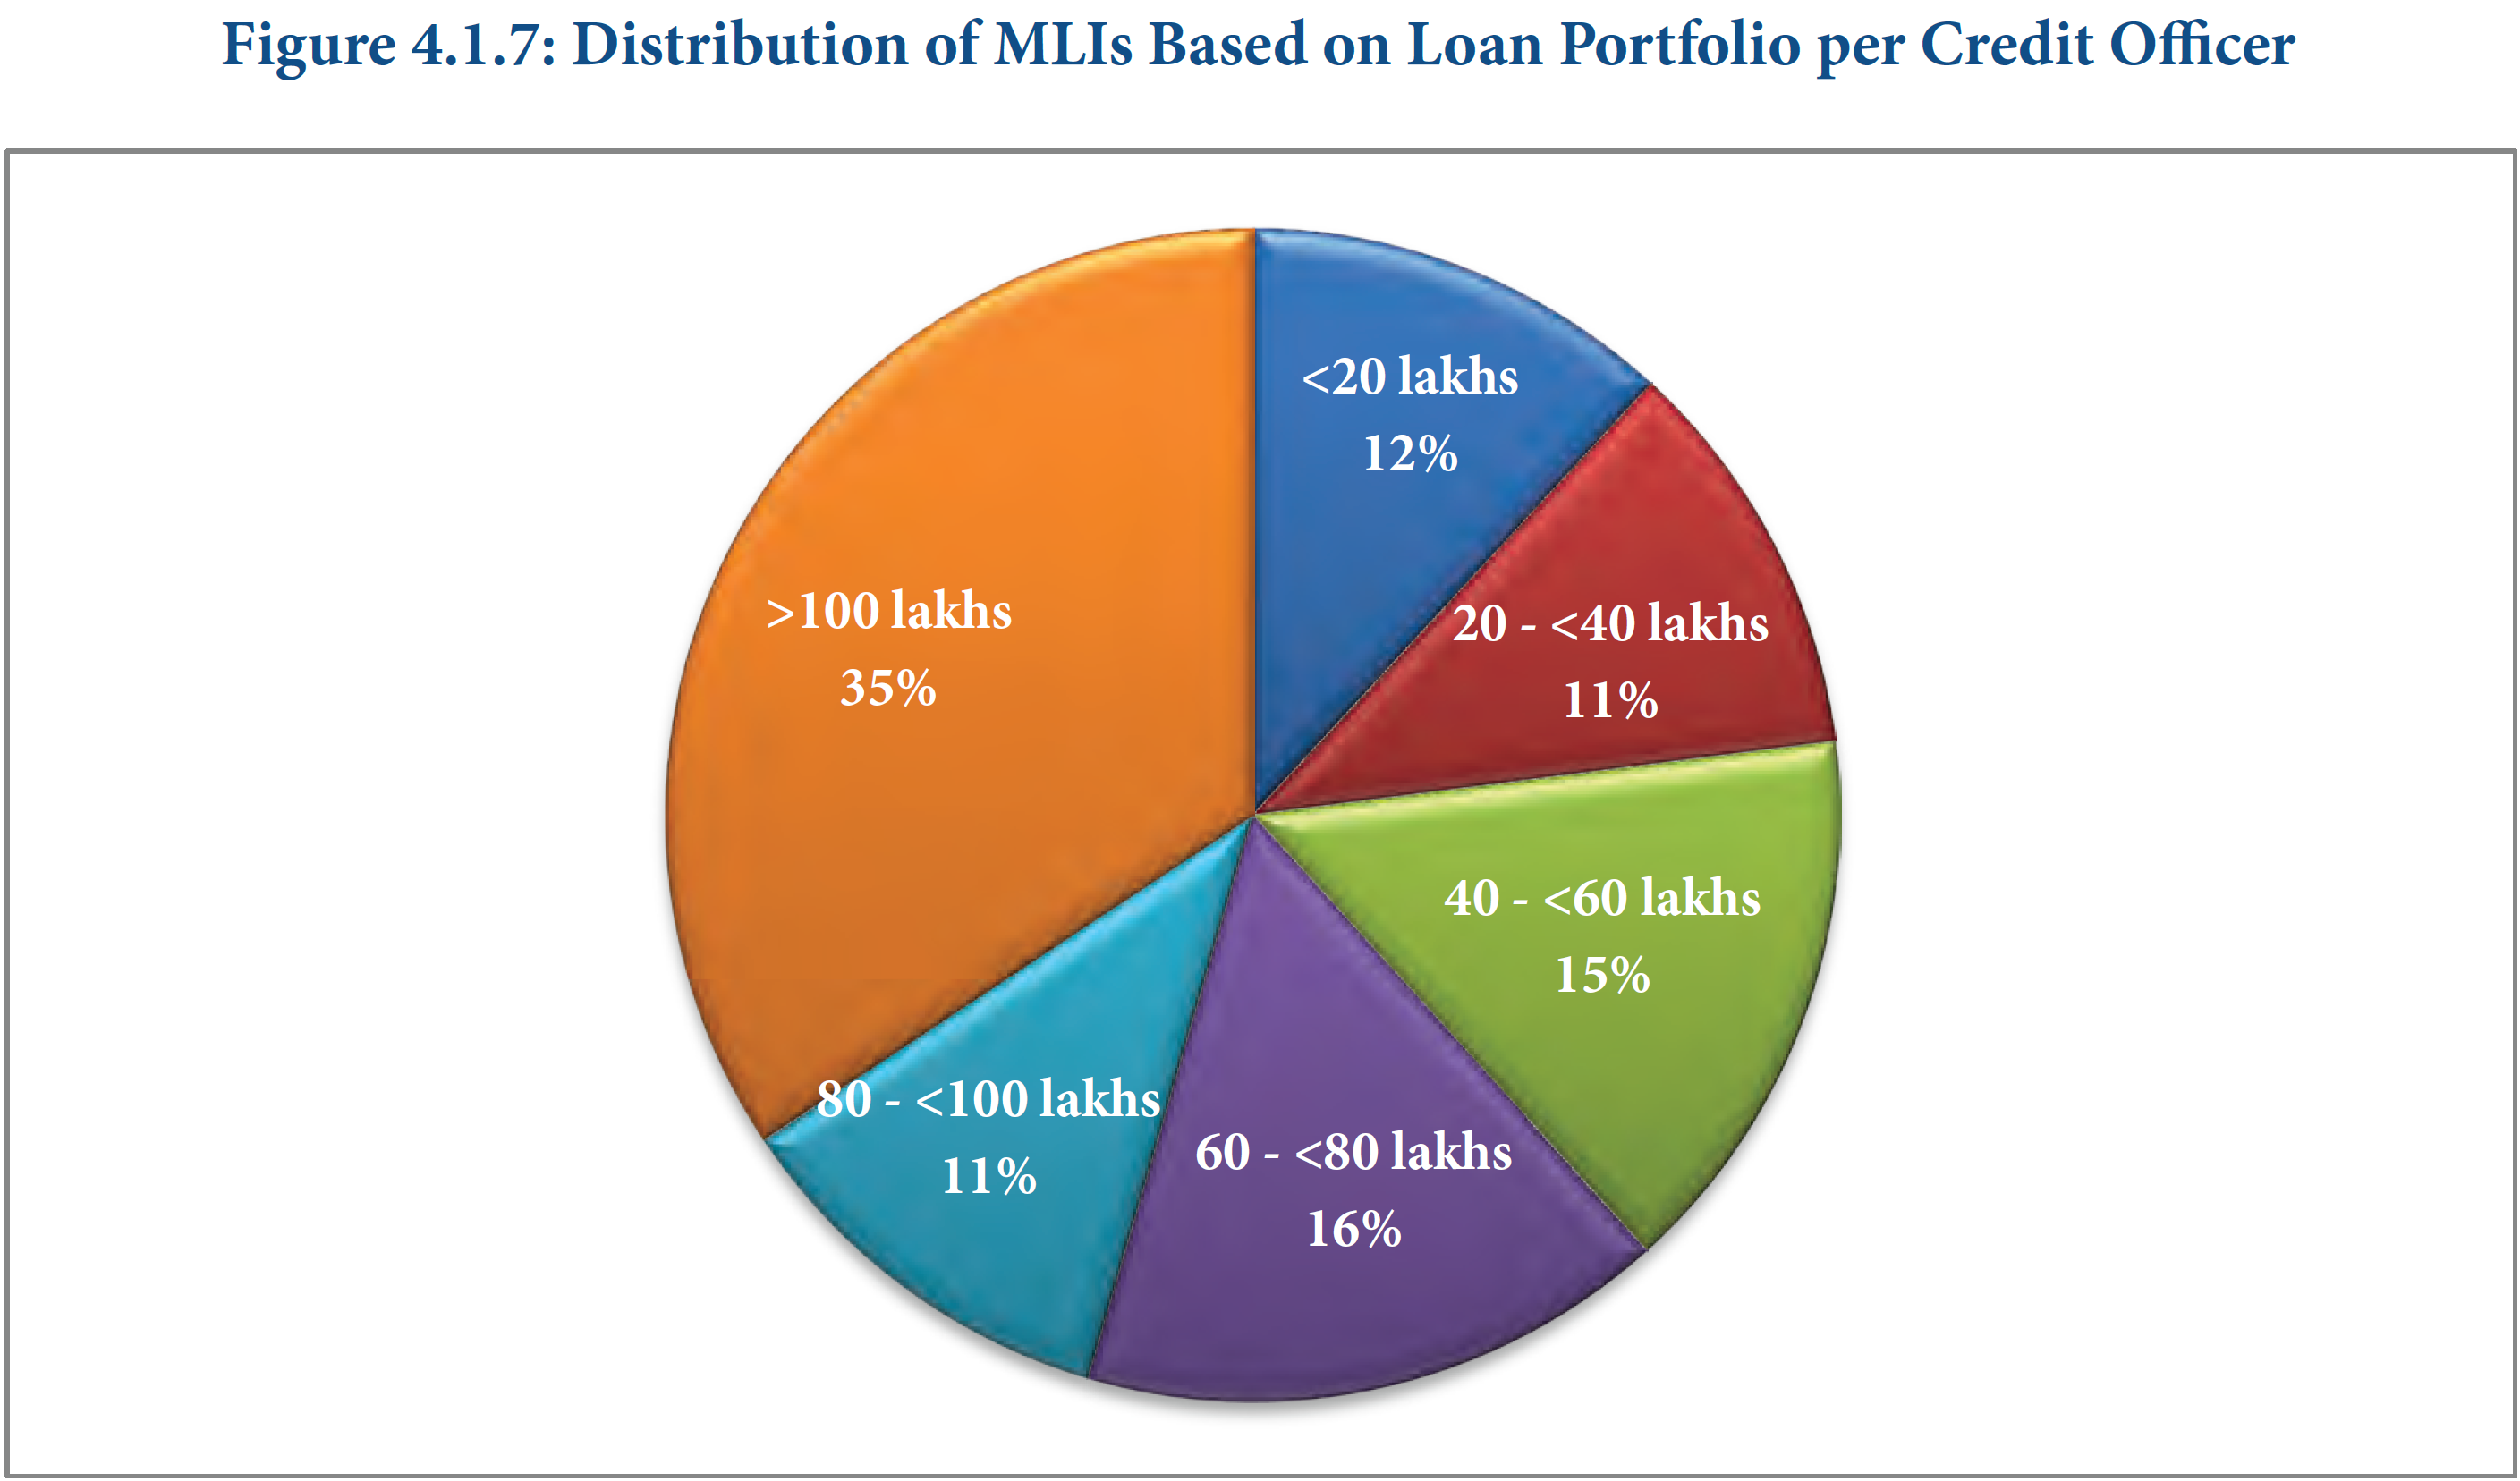 Figure 4.1.7: Distribution of MLIs Based on Loan Portfolio per Credit Officer
<20 lakhs
12%
20 - <40 lakhs
11%
40 - <60 lakhs
15%
60 - <80 lakhs
16%
80 - <100 lakhs
11%
>100 lakhs
35%